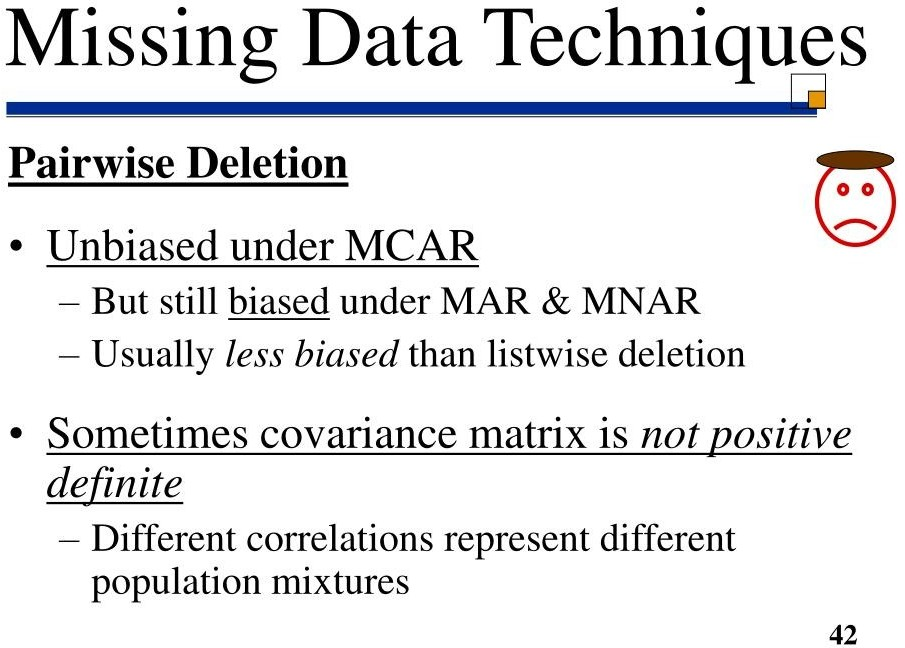 Missing Data Techniques
Pairwise Deletion
• Unbiased under MCAR
– But still biased under MAR & MNAR
– Usually less biased than listwise deletion
• Sometimes covariance matrix is not positive
definite
– Different correlations represent different
population mixtures
42